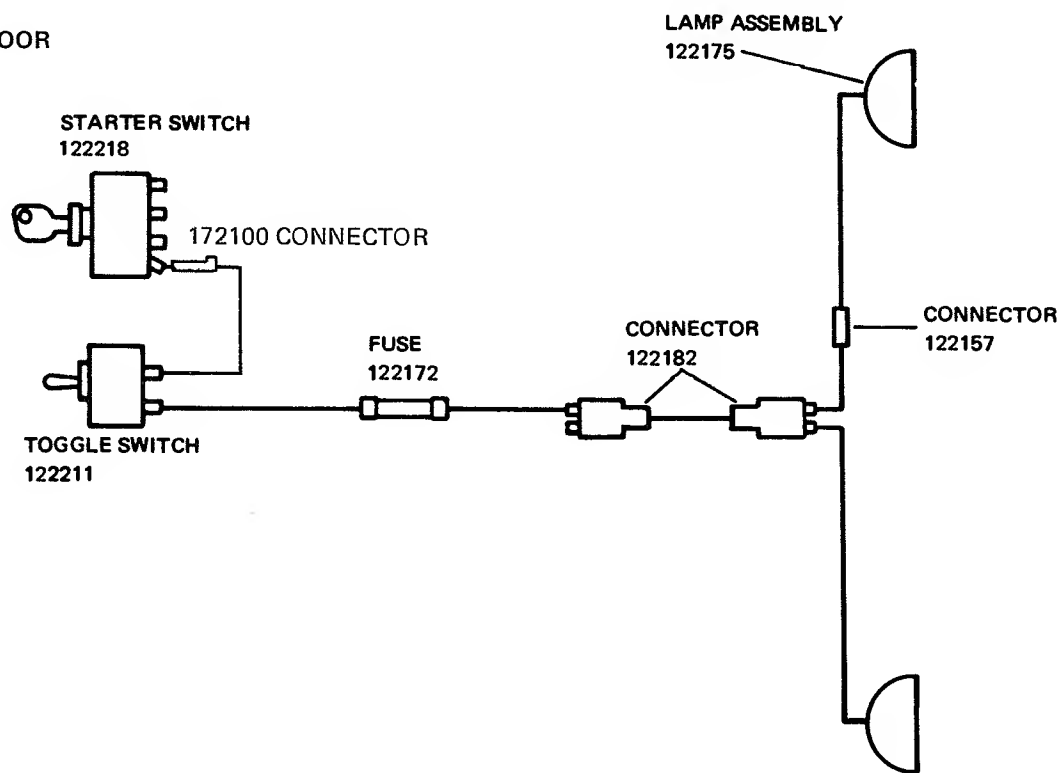 OOR
STARTER SWITCH
122218
172100 CONNECTOR
TOGGLE SWITCH
122211
FUSE
122172
CONNECTOR
122182
LAMP ASSEMBLY
122175
CONNECTOR
122157